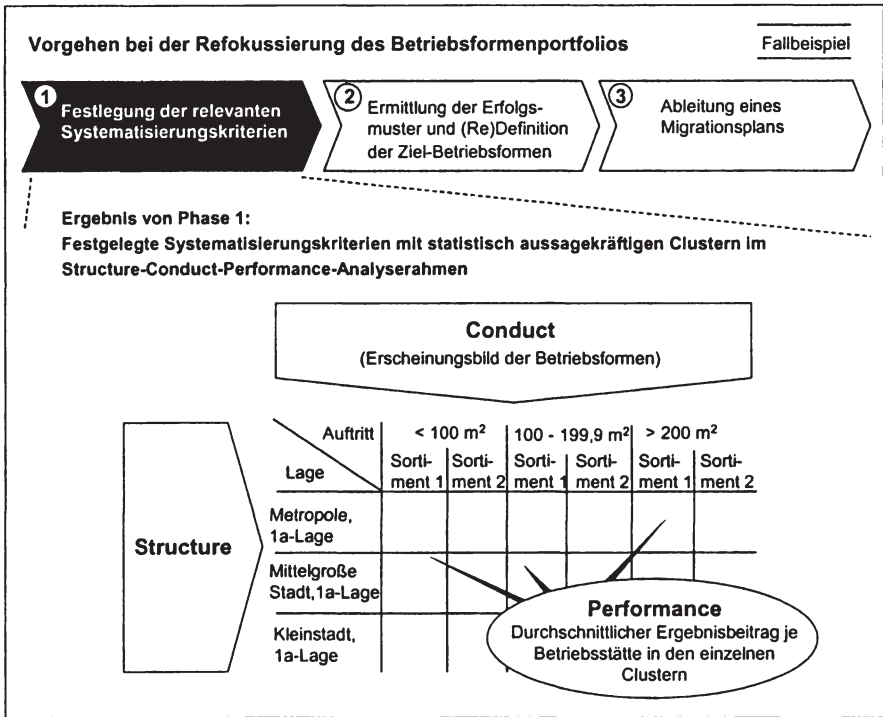 Vorgehen bei der Refokussierung des Betriebsformenportfolios
Fallbeispiel
1
Festlegung der relevanten
Systematisierungskriterien
2
Ermittlung der Erfolgs-
muster und (Re)Definition
der Ziel-Betriebsformen
3
Ableitung eines
Migrationsplans
Ergebnis von Phase 1:
Festgelegte Systematisierungskriterien mit statistisch aussagekräftigen Clustern im
Structure-Conduct-Performance-Analyserahmen
Conduct
(Erscheinungsbild der Betriebsformen)
Structure
Auftritt
Lage
< 100 m² 100 - 199,9 m² > 200 m²
Sorti- Sorti- Sorti- Sorti- Sorti- Sorti-
ment 1 ment 2 ment 1 ment 2 ment 1 ment 2
Metropole,
1a-Lage
Mittelgroße
Stadt,1a-Lage
Kleinstadt,
1a-Lage
Performance
Durchschnittlicher Ergebnisbeitrag je
Betriebsstätte in den einzelnen
Clustern